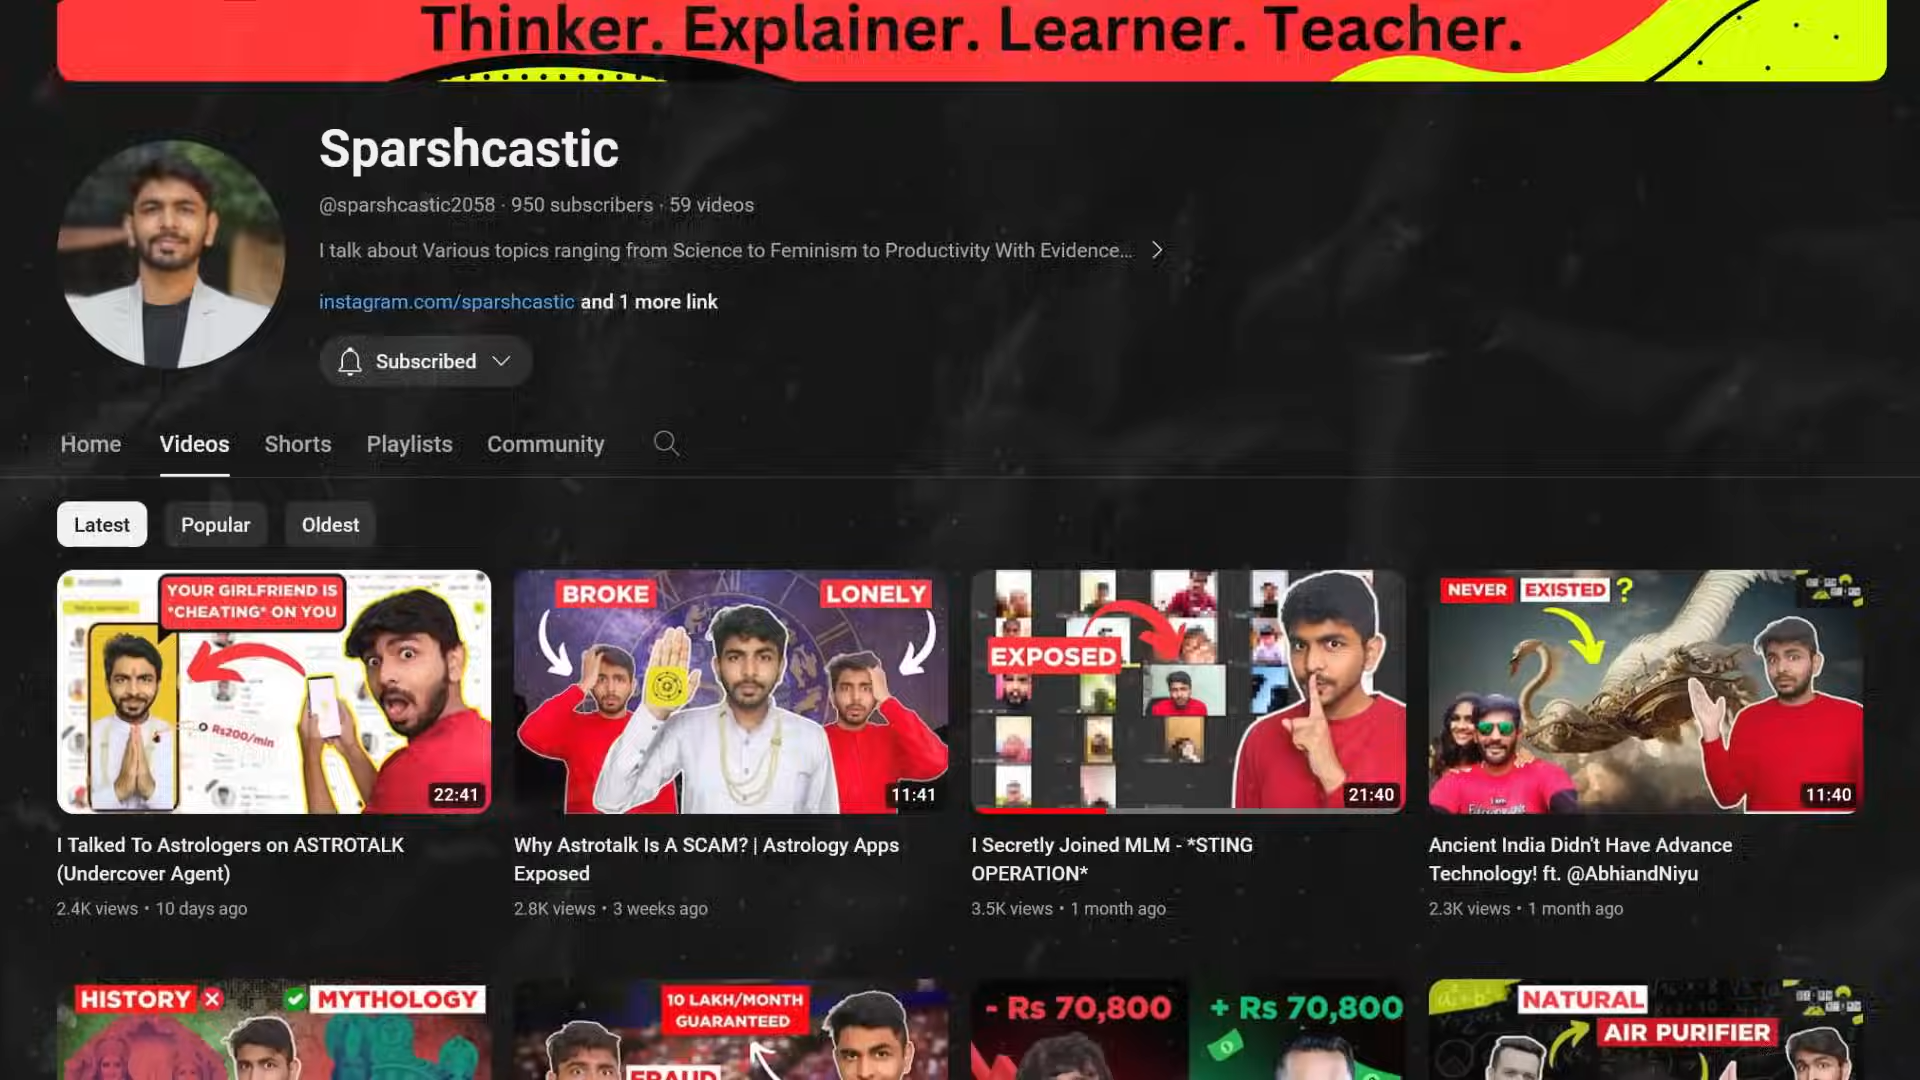 Thinker. Explainer. Learner. Teacher.
Sparshcastic
@sparshcastic2058 · 950 subscribers · 59 videos
I talk about Various topics ranging from Science to Feminism to Productivity With Evidence...
instagram.com/sparshcastic and 1 more link
Subscribed
Home Videos Shorts Playlists Community
Latest Popular Oldest
YOUR GIRLFRIEND IS
*CHEATING* ON YOU
Rs200/min
22:41
BROKE LONELY
11:41
EXPOSED
21:40
NEVER EXISTED ?
11:40
I Talked To Astrologers on ASTROTALK
(Undercover Agent)
2.4K views • 10 days ago
Why Astrotalk Is A SCAM? | Astrology Apps
Exposed
2.8K views • 3 weeks ago
I Secretly Joined MLM - *STING
OPERATION*
3.5K views • 1 month ago
Ancient India Didn't Have Advance
Technology! ft. @AbhiandNiyu
2.3K views • 1 month ago
HISTORY MYTHOLOGY
10 LAKH/MONTH
GUARANTEED
FRAUD
- Rs 70,800 + Rs 70,800
NATURAL
AIR PURIFIER